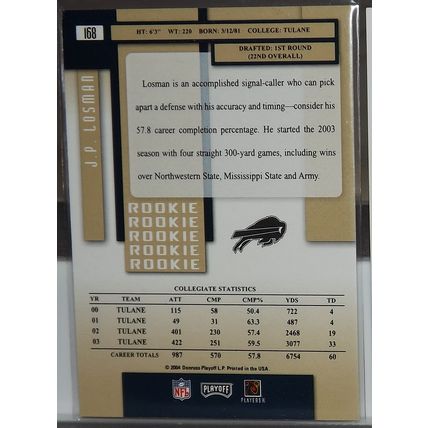 168
HT: 6'3" WT: 220 BORN: 3/12/81 COLLEGE: TULANE
DRAFTED: 1ST ROUND
(22ND OVERALL)
J.P. LOSMAN
Losman is an accomplished signal-caller who can pick
apart a defense with his accuracy and timing—consider his
57.8 career completion percentage. He started the 2003
season with four straight 300-yard games, including wins
over Northwestern State, Mississippi State and Army.
ROOKIE
ROOKIE
ROOKIE
ROOKIE
ROOKIE
COLLEGIATE STATISTICS
YR TEAM ATT CMP CMP% YDS TD
00 TULANE 115 58 50.4 722 4
01 TULANE 49 31 63.3 487 4
02 TULANE 401 230 57.4 2468 19
03 TULANE 422 251 59.5 3077 33
CAREER TOTALS 987 570 57.8 6754 60
© 2004 Donruss Playoff L.P. Printed in the USA.
NFL PLAYOFF PLAYERS